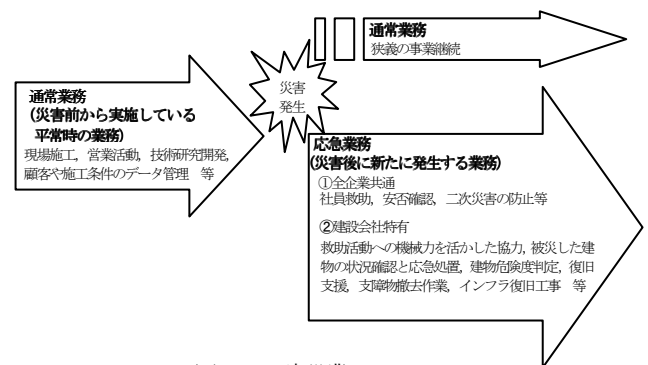 通常業務
狭義の事業継続
災害
発生
通常業務
(災害前から実施している
平常時の業務)
現場施工, 営業活動, 技術研究開発,
顧客や施工条件のデータ管理 等
応急業務
(災害後に新たに発生する業務)
①全企業共通
社員救助, 安否確認, 二次災害の防止等
②建設会社特有
救助活動への機械力を活かした協力, 被災した建
物の状況確認と応急処置, 建物危険度判定, 復旧
支援, 支障物撤去作業, インフラ復旧工事 等